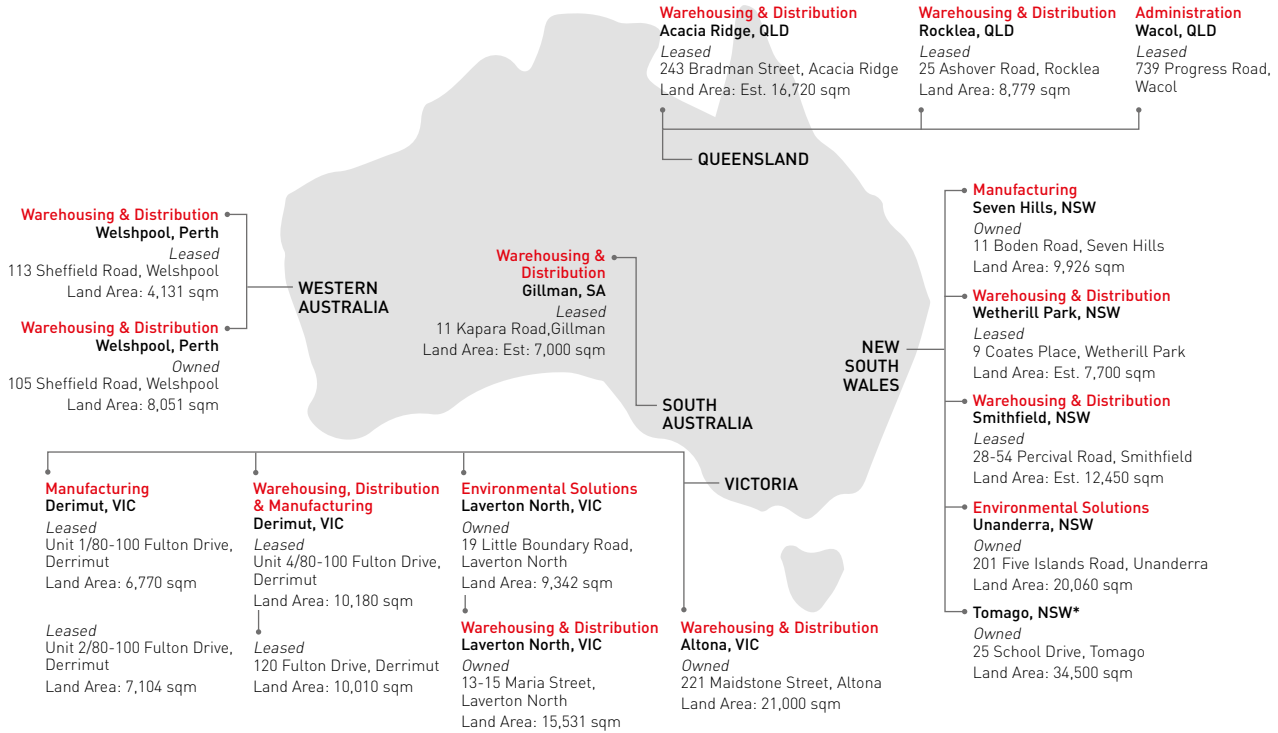 Warehousing & Distribution
Acacia Ridge, QLD
Leased
243 Bradman Street, Acacia Ridge
Land Area: Est. 16,720 sqm
Warehousing & Distribution
Rocklea, QLD
Leased
25 Ashover Road, Rocklea
Land Area: 8,779 sqm
Administration
Wacol, QLD
Leased
739 Progress Road,
Wacol
QUEENSLAND
Warehousing & Distribution
Welshpool, Perth
Leased
113 Sheffield Road, Welshpool
Land Area: 4,131 sqm
Warehousing & Distribution
Welshpool, Perth
Owned
105 Sheffield Road, Welshpool
Land Area: 8,051 sqm
WESTERN
AUSTRALIA
Warehousing &
Distribution
Gillman, SA
Leased
11 Kapara Road,Gillman
Land Area: Est: 7,000 sqm
SOUTH
AUSTRALIA
NEW
SOUTH
WALES
Manufacturing
Seven Hills, NSW
Owned
11 Boden Road, Seven Hills
Land Area: 9,926 sqm
Warehousing & Distribution
Wetherill Park, NSW
Leased
9 Coates Place, Wetherill Park
Land Area: Est. 7,700 sqm
Warehousing & Distribution
Smithfield, NSW
Leased
28-54 Percival Road, Smithfield
Land Area: Est. 12,450 sqm
Environmental Solutions
Unanderra, NSW
Owned
201 Five Islands Road, Unanderra
Land Area: 20,060 sqm
Tomago, NSW*
Owned
25 School Drive, Tomago
Land Area: 34,500 sqm
VICTORIA
Manufacturing
Derimut, VIC
Leased
Unit 1/80-100 Fulton Drive,
Derrimut
Land Area: 6,770 sqm
Leased
Unit 2/80-100 Fulton Drive,
Derrimut
Land Area: 7,104 sqm
Warehousing, Distribution
& Manufacturing
Derimut, VIC
Leased
Unit 4/80-100 Fulton Drive,
Derrimut
Land Area: 10,180 sqm
Leased
120 Fulton Drive, Derrimut
Land Area: 10,010 sqm
Environmental Solutions
Laverton North, VIC
Owned
19 Little Boundary Road,
Laverton North
Land Area: 9,342 sqm
Warehousing & Distribution
Laverton North, VIC
Owned
13-15 Maria Street,
Laverton North
Land Area: 15,531 sqm
Warehousing & Distribution
Altona, VIC
Owned
221 Maidstone Street, Altona
Land Area: 21,000 sqm